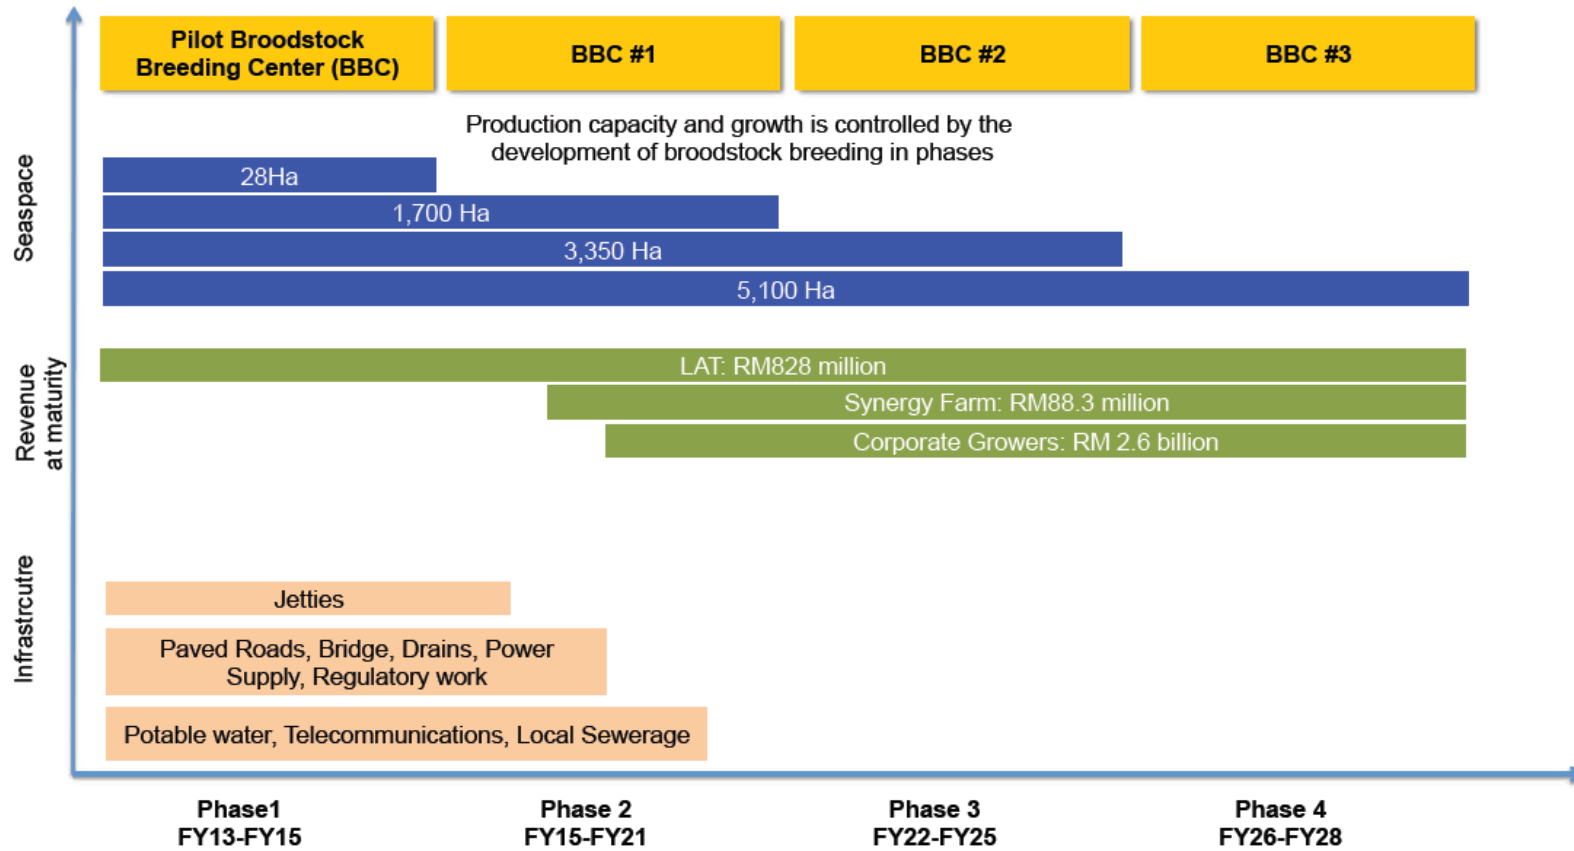 Pilot Broodstock
Breeding Center (BBC)
BBC #1
BBC #2
BBC #3
Production capacity and growth is controlled by the
development of broodstock breeding in phases
Seaspace
28Ha
1,700 Ha
3,350 Ha
5,100 Ha
Revenue
at maturity
LAT: RM828 million
Synergy Farm: RM88.3 million
Corporate Growers: RM 2.6 billion
Infrastrcutre
Jetties
Paved Roads, Bridge, Drains, Power
Supply, Regulatory work
Potable water, Telecommunications, Local Sewerage
Phase1
FY13-FY15
Phase 2
FY15-FY21
Phase 3
FY22-FY25
Phase 4
FY26-FY28